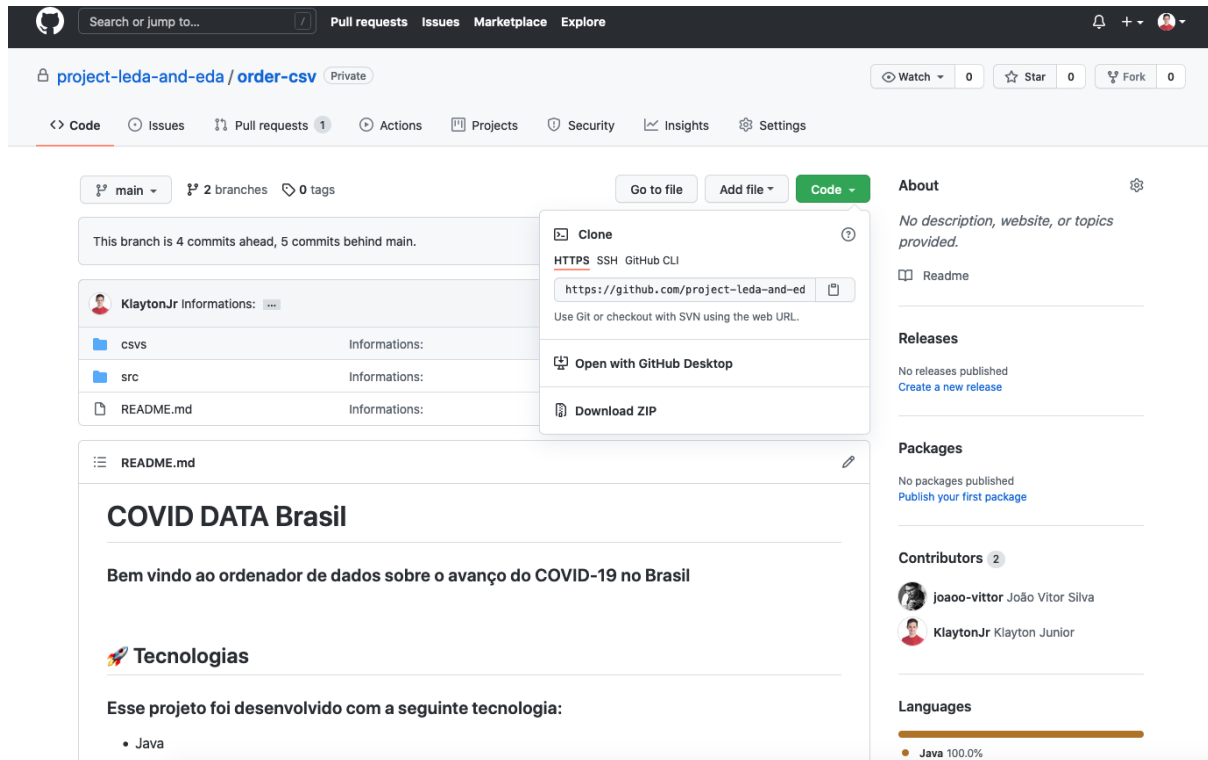 Search or jump to... / Pull requests Issues Marketplace Explore
project-leda-and-eda / order-csv Private
Watch 0 Star 0 Fork 0
Code Issues Pull requests 1 Actions Projects Security Insights Settings
main 2 branches 0 tags
Go to file Add file Code
This branch is 4 commits ahead, 5 commits behind main.
KlaytonJr Informations: ...
csvs Informations:
src Informations:
README.md Informations:
Clone
HTTPS SSH GitHub CLI
https://github.com/project-leda-and-ed
Use Git or checkout with SVN using the web URL.
Open with GitHub Desktop
Download ZIP
README.md
COVID DATA Brasil
Bem vindo ao ordenador de dados sobre o avanço do COVID-19 no Brasil
🚀 Tecnologias
Esse projeto foi desenvolvido com a seguinte tecnologia:
• Java
About
No description, website, or topics
provided.
Readme
Releases
No releases published
Create a new release
Packages
No packages published
Publish your first package
Contributors 2
joaoo-vittor João Vitor Silva
KlaytonJr Klayton Junior
Languages
Java 100.0%